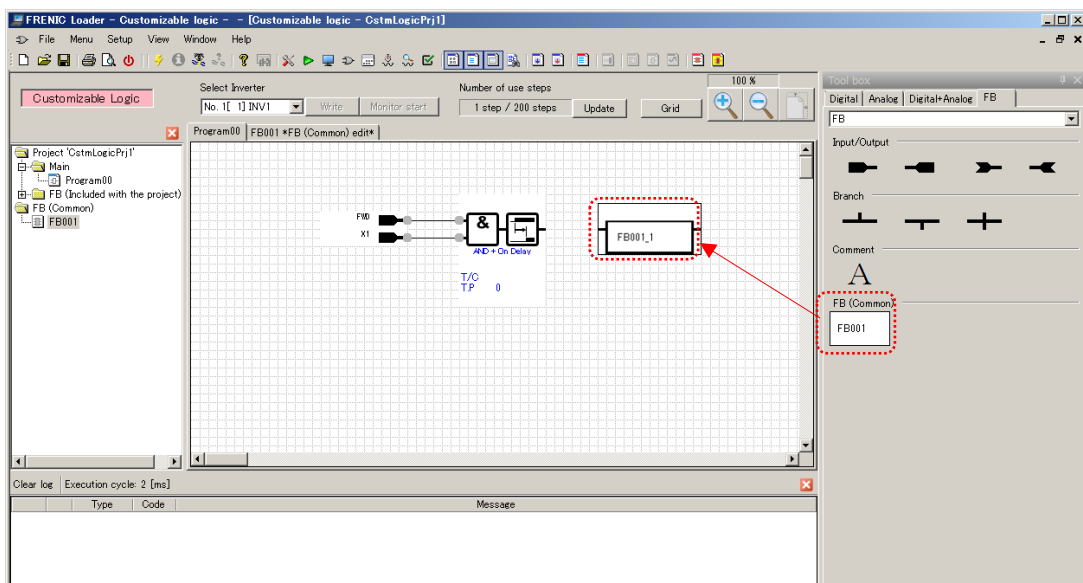 FRENIC Loader - Customizable logic - - [Customizable logic - CstmLogicPrj1]
File Menu Setup View Window Help
Customizable Logic
Select Inverter
No. 1[ 1] INV1 Write Monitor start
Number of use steps
1 step / 200 steps Update Grid
100 %
Project 'CstmLogicPrj1'
Main
Program00
FB (Included with the project)
FB (Common)
FB001
Program00 FB001 *FB (Common) edit*
FWD
X1
&
AND + On Delay
T/C
T.P 0
FB001_1
Tool box
Digital Analog Digital+Analog FB
FB
Input/Output
Branch
Comment
A
FB (Common)
FB001
Clear log Execution cycle: 2 [ms]
Type Code Message